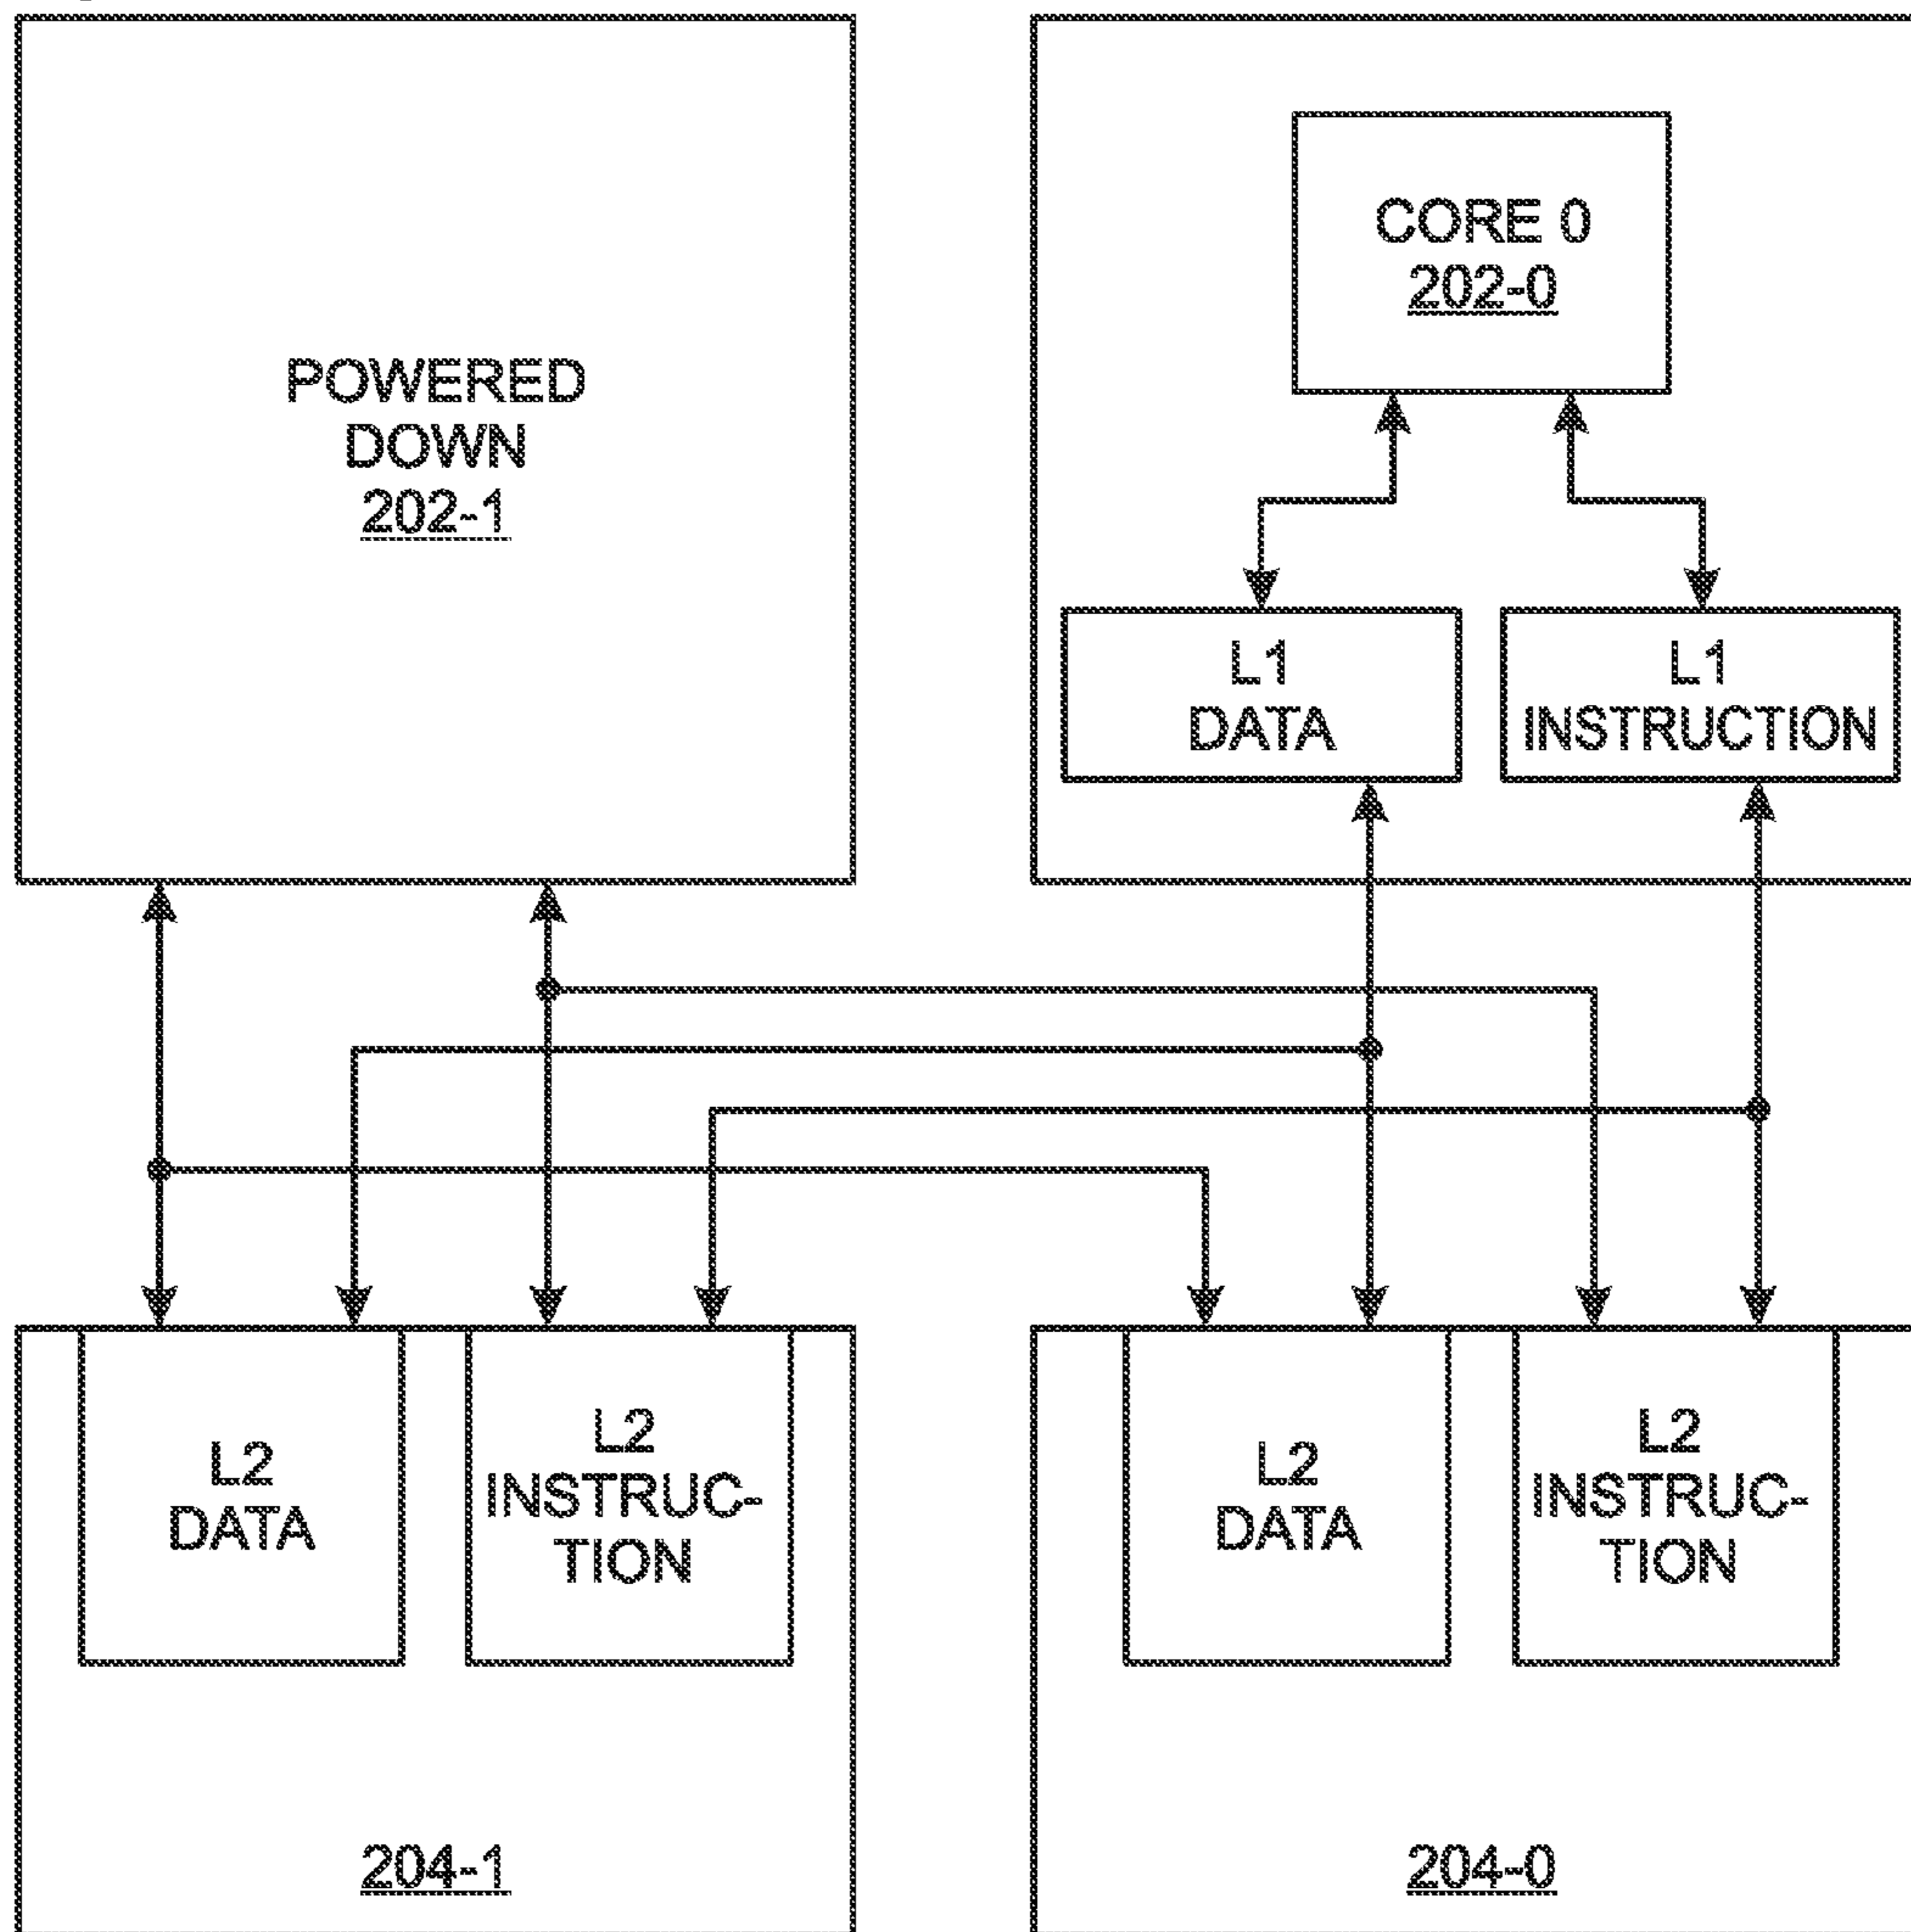 POWERED
DOWN
202-1
CORE 0
202-0
L1
DATA
L1
INSTRUCTION
L2
DATA
L2
INSTRUC-
TION
204-1
L2
DATA
L2
INSTRUC-
TION
204-0